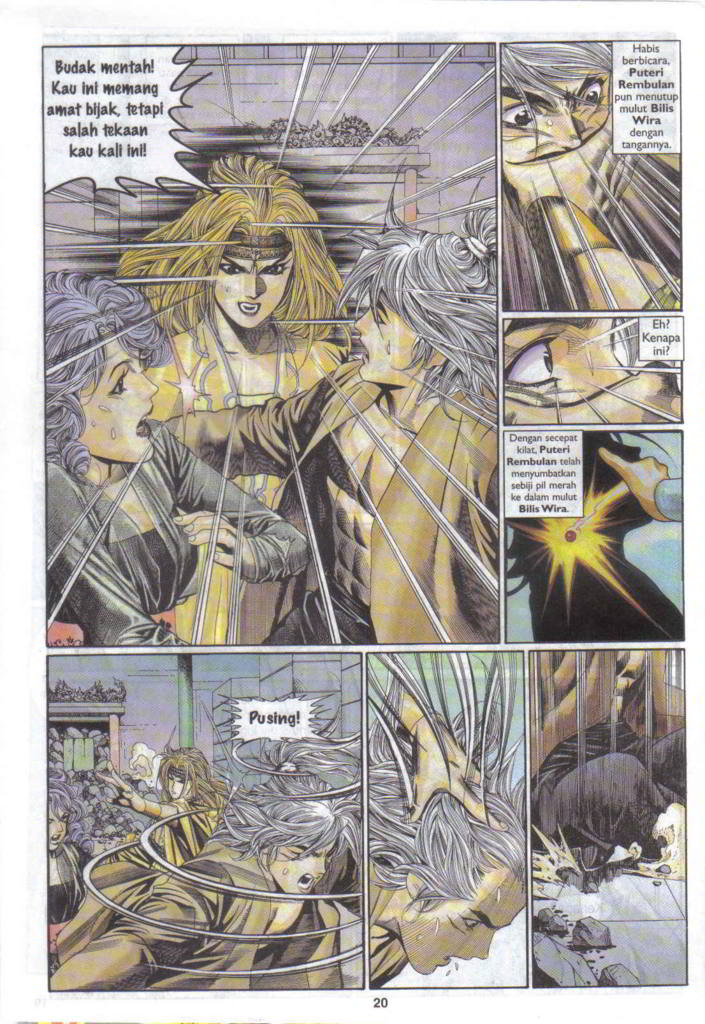 Budak mentah!
Kau ini memang
amat bijak, tetapi
salah tekaan
kau kali ini!
Habis
berbicara,
Puteri
Rembulan
pun menutup
mulut Bilis
Wira
dengan
tangannya.
Eh?
Kenapa
ini?
Dengan secepat
kilat, Puteri
Rembulan telah
menyumbatkan
sebiji pil merah
ke dalam mulut
Bilis Wira.
Pusing!
20